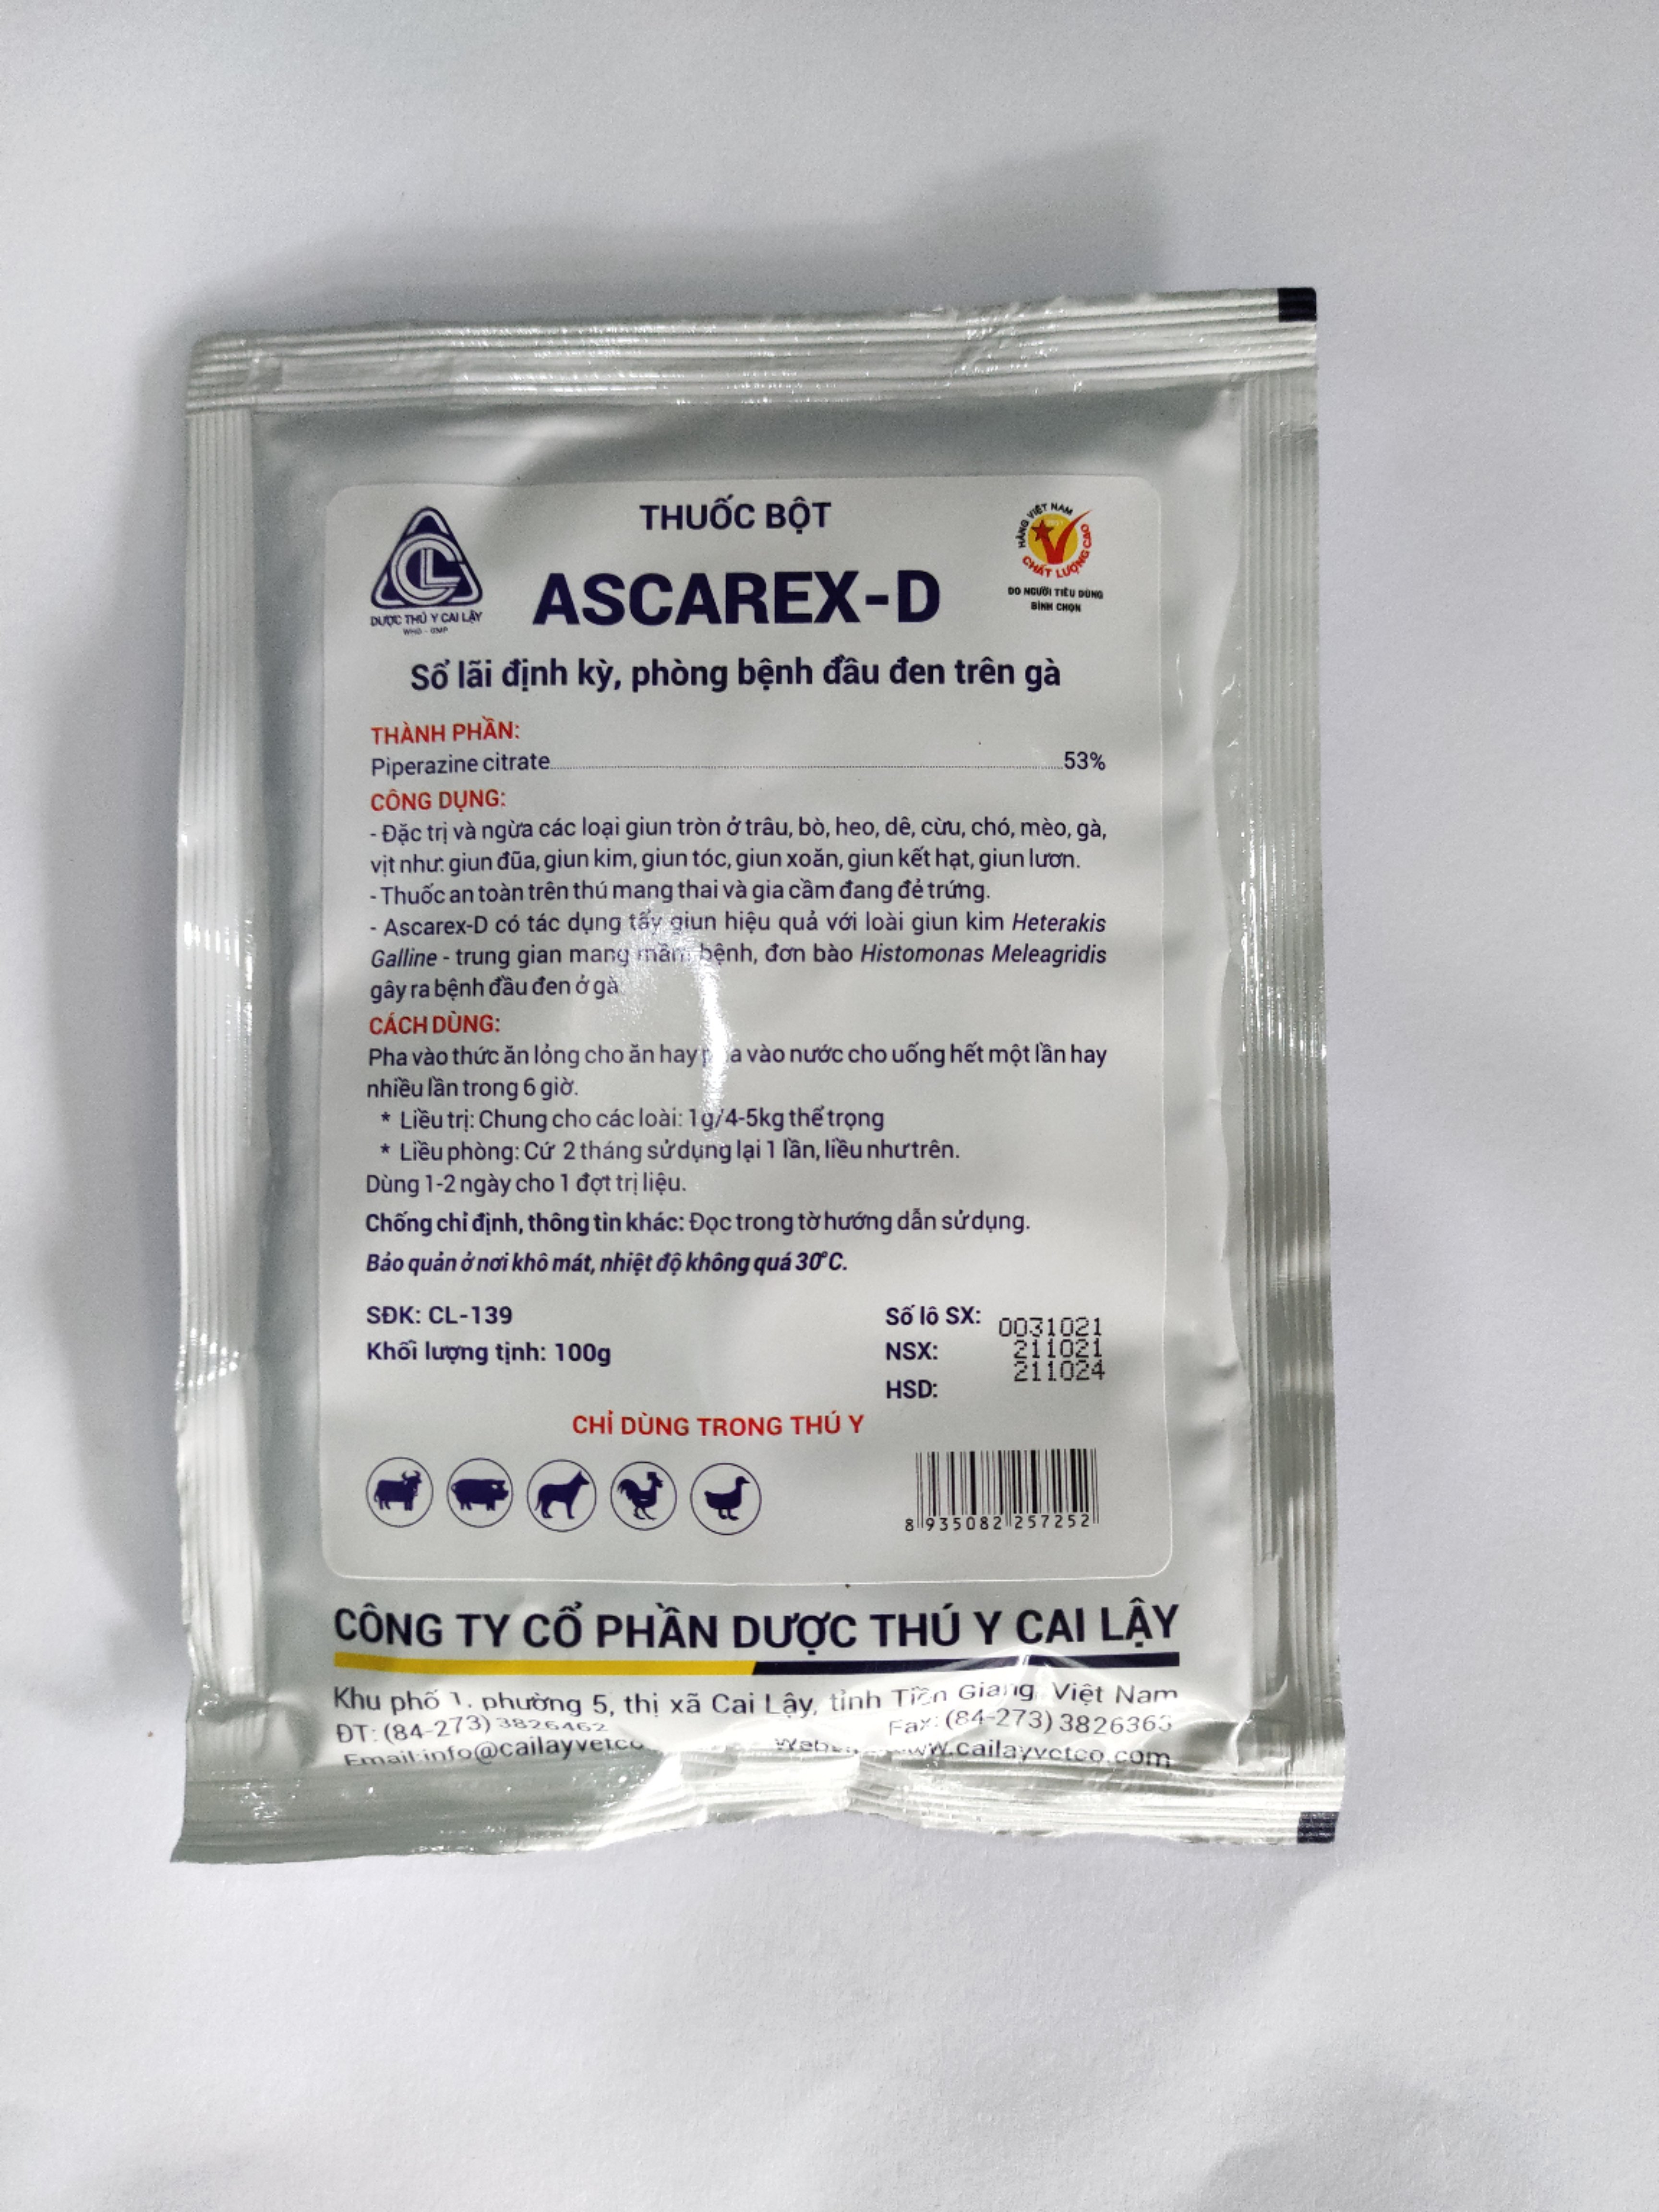 THUỐC BỘT
DƯỢC THÚ Y CAI LẬY
WHO - GMP
ASCAREX-D
HÀNG VIỆT NAM
CHẤT LƯỢNG CAO
DO NGƯỜI TIÊU DÙNG
BÌNH CHỌN
Sổ lãi định kỳ, phòng bệnh đầu đen trên gà
THÀNH PHẦN:
Piperazine citrate 53%
CÔNG DỤNG:
- Đặc trị và ngừa các loại giun tròn ở trâu, bò, heo, dê, cừu, chó, mèo, gà,
vịt như: giun đũa, giun kim, giun tóc, giun xoăn, giun kết hạt, giun lươn.
- Thuốc an toàn trên thú mang thai và gia cầm đang đẻ trứng.
- Ascarex-D có tác dụng tẩy giun hiệu quả với loài giun kim Heterakis
Galline - trung gian mang mầm bệnh, đơn bào Histomonas Meleagridis
gây ra bệnh đầu đen ở gà
CÁCH DÙNG:
Pha vào thức ăn lỏng cho ăn hay pha vào nước cho uống hết một lần hay
nhiều lần trong 6 giờ.
* Liều trị: Chung cho các loài: 1g/4-5kg thể trọng
* Liều phòng: Cứ 2 tháng sử dụng lại 1 lần, liều như trên.
Dùng 1-2 ngày cho 1 đợt trị liệu.
Chống chỉ định, thông tin khác: Đọc trong tờ hướng dẫn sử dụng.
Bảo quản ở nơi khô mát, nhiệt độ không quá 30°C.
SĐK: CL-139
Khối lượng tịnh: 100g
Số lô SX: 0031021
NSX: 211021
HSD: 211024
CHỈ DÙNG TRONG THÚ Y
8 935082 257252
CÔNG TY CỔ PHẦN DƯỢC THÚ Y CAI LẬY
Khu phố 1, phường 5, thị xã Cai Lậy, tỉnh Tiền Giang, Việt Nam
ĐT: (84-273) 3826462 Fax: (84-273) 3826363
www.cailayvetco.com